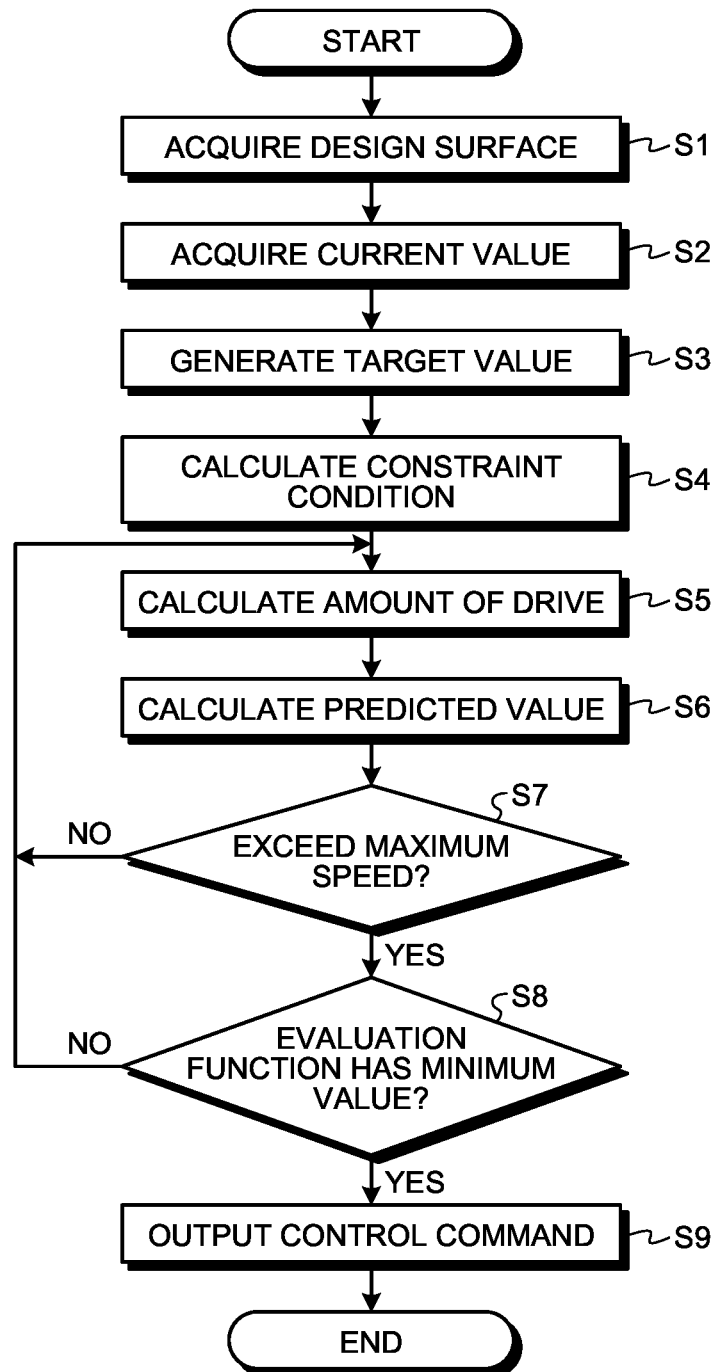 START
ACQUIRE DESIGN SURFACE
S1
ACQUIRE CURRENT VALUE
S2
GENERATE TARGET VALUE
S3
CALCULATE CONSTRAINT
CONDITION
S4
CALCULATE AMOUNT OF DRIVE
S5
CALCULATE PREDICTED VALUE
S6
S7
NO
EXCEED MAXIMUM
SPEED?
YES
S8
NO
EVALUATION
FUNCTION HAS MINIMUM
VALUE?
YES
OUTPUT CONTROL COMMAND
S9
END